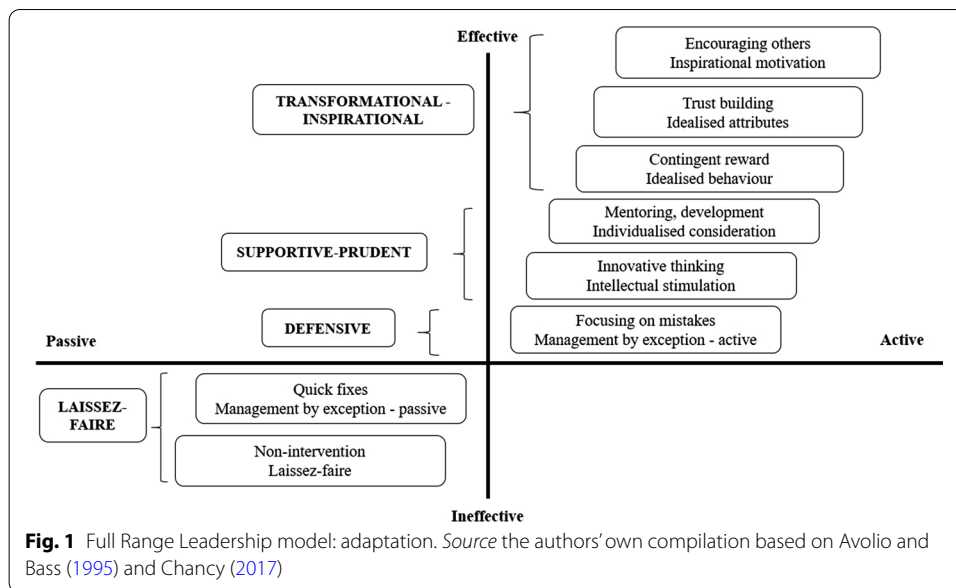 Effective
Encouraging others
Inspirational motivation
TRANSFORMATIONAL -
INSPIRATIONAL
Trust building
Idealised attributes
Contingent reward
Idealised behaviour
Mentoring, development
Individualised consideration
SUPPORTIVE-PRUDENT
Innovative thinking
Intellectual stimulation
DEFENSIVE
Focusing on mistakes
Management by exception - active
Passive
Active
LAISSEZ-
FAIRE
Quick fixes
Management by exception - passive
Non-intervention
Laissez-faire
Ineffective
Fig. 1 Full Range Leadership model: adaptation. Source the authors' own compilation based on Avolio and
Bass (1995) and Chancy (2017)